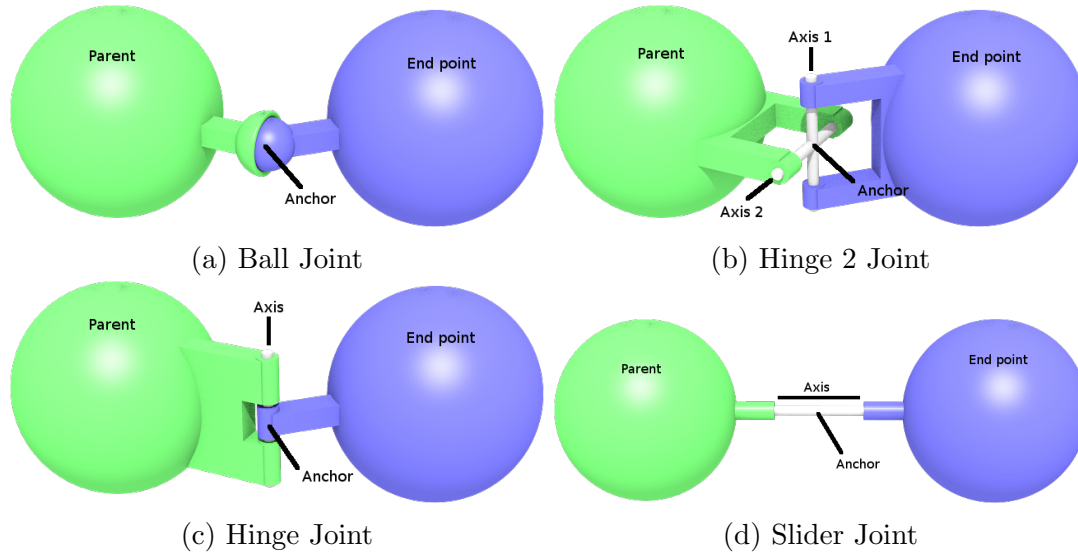 Parent
End point
Anchor
(a) Ball Joint
Parent
Axis 1
End point
Anchor
Axis 2
(b) Hinge 2 Joint
Axis
Parent
End point
Anchor
(c) Hinge Joint
Parent
Axis
End point
Anchor
(d) Slider Joint